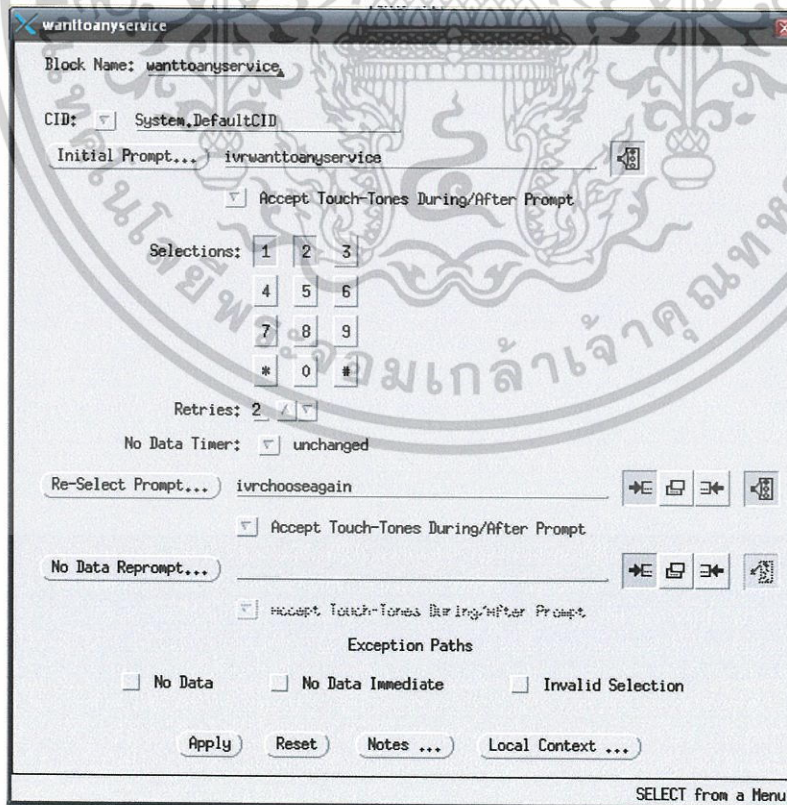 wanttoanyservice
Block Name: wanttoanyservice
CID: System.DefaultCID
Initial Prompt... ivrwanttoanyservice
Accept Touch-Tones During/After Prompt
Selections: 1 2 3
4 5 6
7 8 9
* 0 #
Retries: 2
No Data Timer: unchanged
Re-Select Prompt... ivrchooseagain
Accept Touch-Tones During/After Prompt
No Data Reprompt...
Accept Touch-Tones During/After Prompt
Exception Paths
No Data No Data Immediate Invalid Selection
Apply Reset Notes ... Local Context ...
SELECT from a Menu